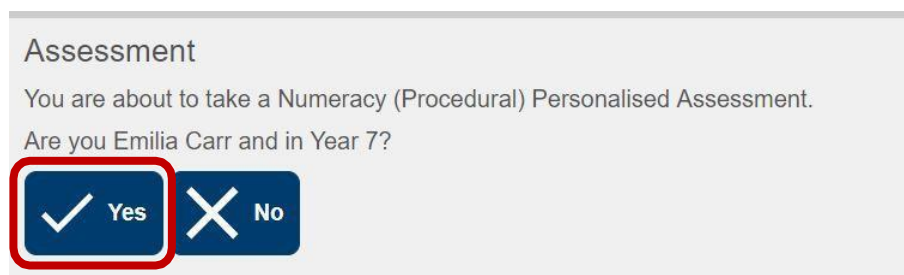 Assessment
You are about to take a Numeracy (Procedural) Personalised Assessment.
Are you Emilia Carr and in Year 7?
Yes No